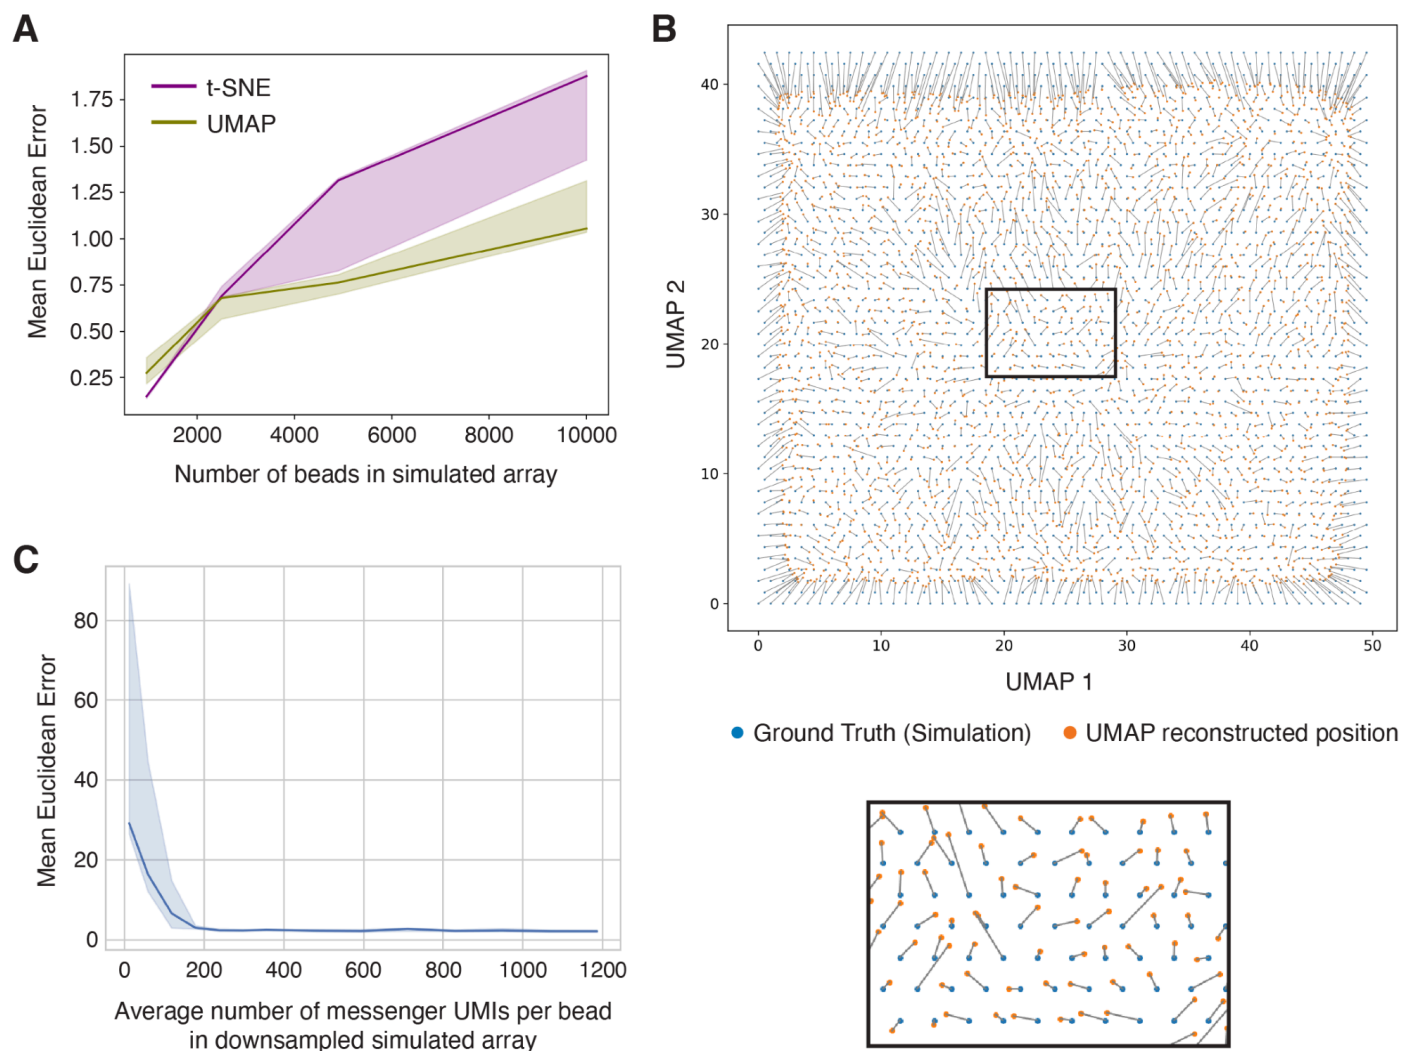 A
t-SNE
UMAP
Mean Euclidean Error
1.75
1.50
1.25
1.00
0.75
0.50
0.25
2000 4000 6000 8000 10000
Number of beads in simulated array
B
UMAP 2
40
30
20
10
0
0 10 20 30 40 50
UMAP 1
Ground Truth (Simulation) UMAP reconstructed position
C
Mean Euclidean Error
80
60
40
20
0
0 200 400 600 800 1000 1200
Average number of messenger UMIs per bead
in downsampled simulated array